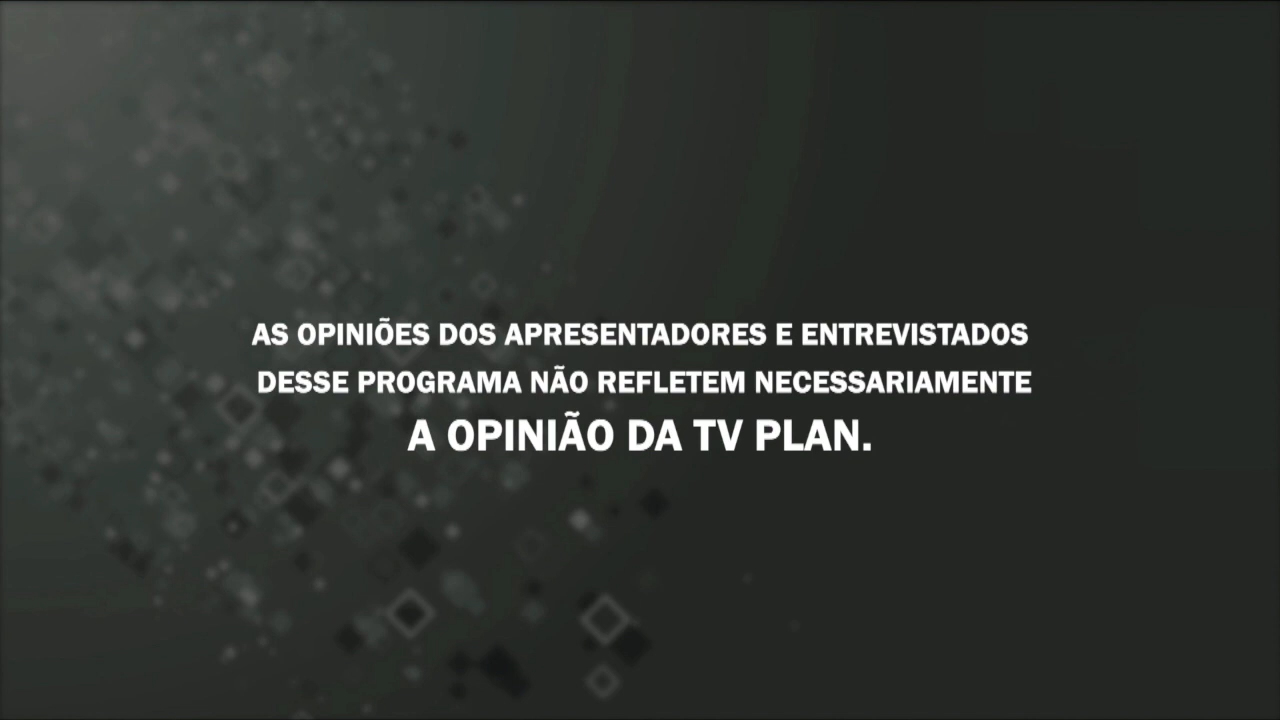 AS OPINIÕES DOS APRESENTADORES E ENTREVISTADOS
DESSE PROGRAMA NÃO REFLETEM NECESSARIAMENTE
A OPINIÃO DA TV PLAN.